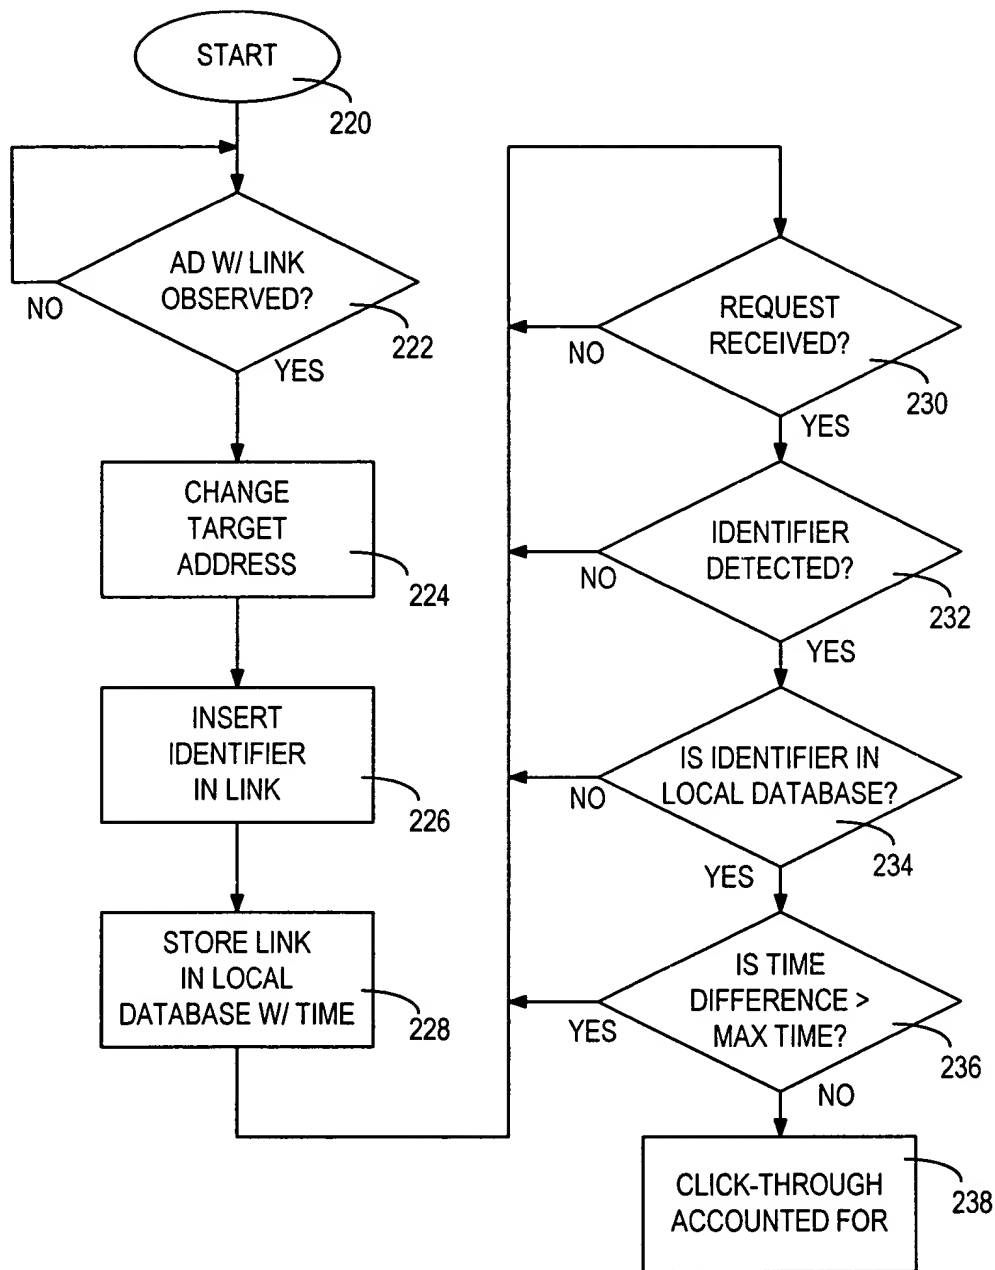 START
220
AD W/ LINK
OBSERVED?
NO
222
YES
CHANGE
TARGET
ADDRESS
224
INSERT
IDENTIFIER
IN LINK
226
STORE LINK
IN LOCAL
DATABASE W/ TIME
228
REQUEST
RECEIVED?
NO
230
YES
IDENTIFIER
DETECTED?
NO
232
YES
IS IDENTIFIER IN
LOCAL DATABASE?
NO
234
YES
IS TIME
DIFFERENCE >
MAX TIME?
YES
236
NO
CLICK-THROUGH
ACCOUNTED FOR
238